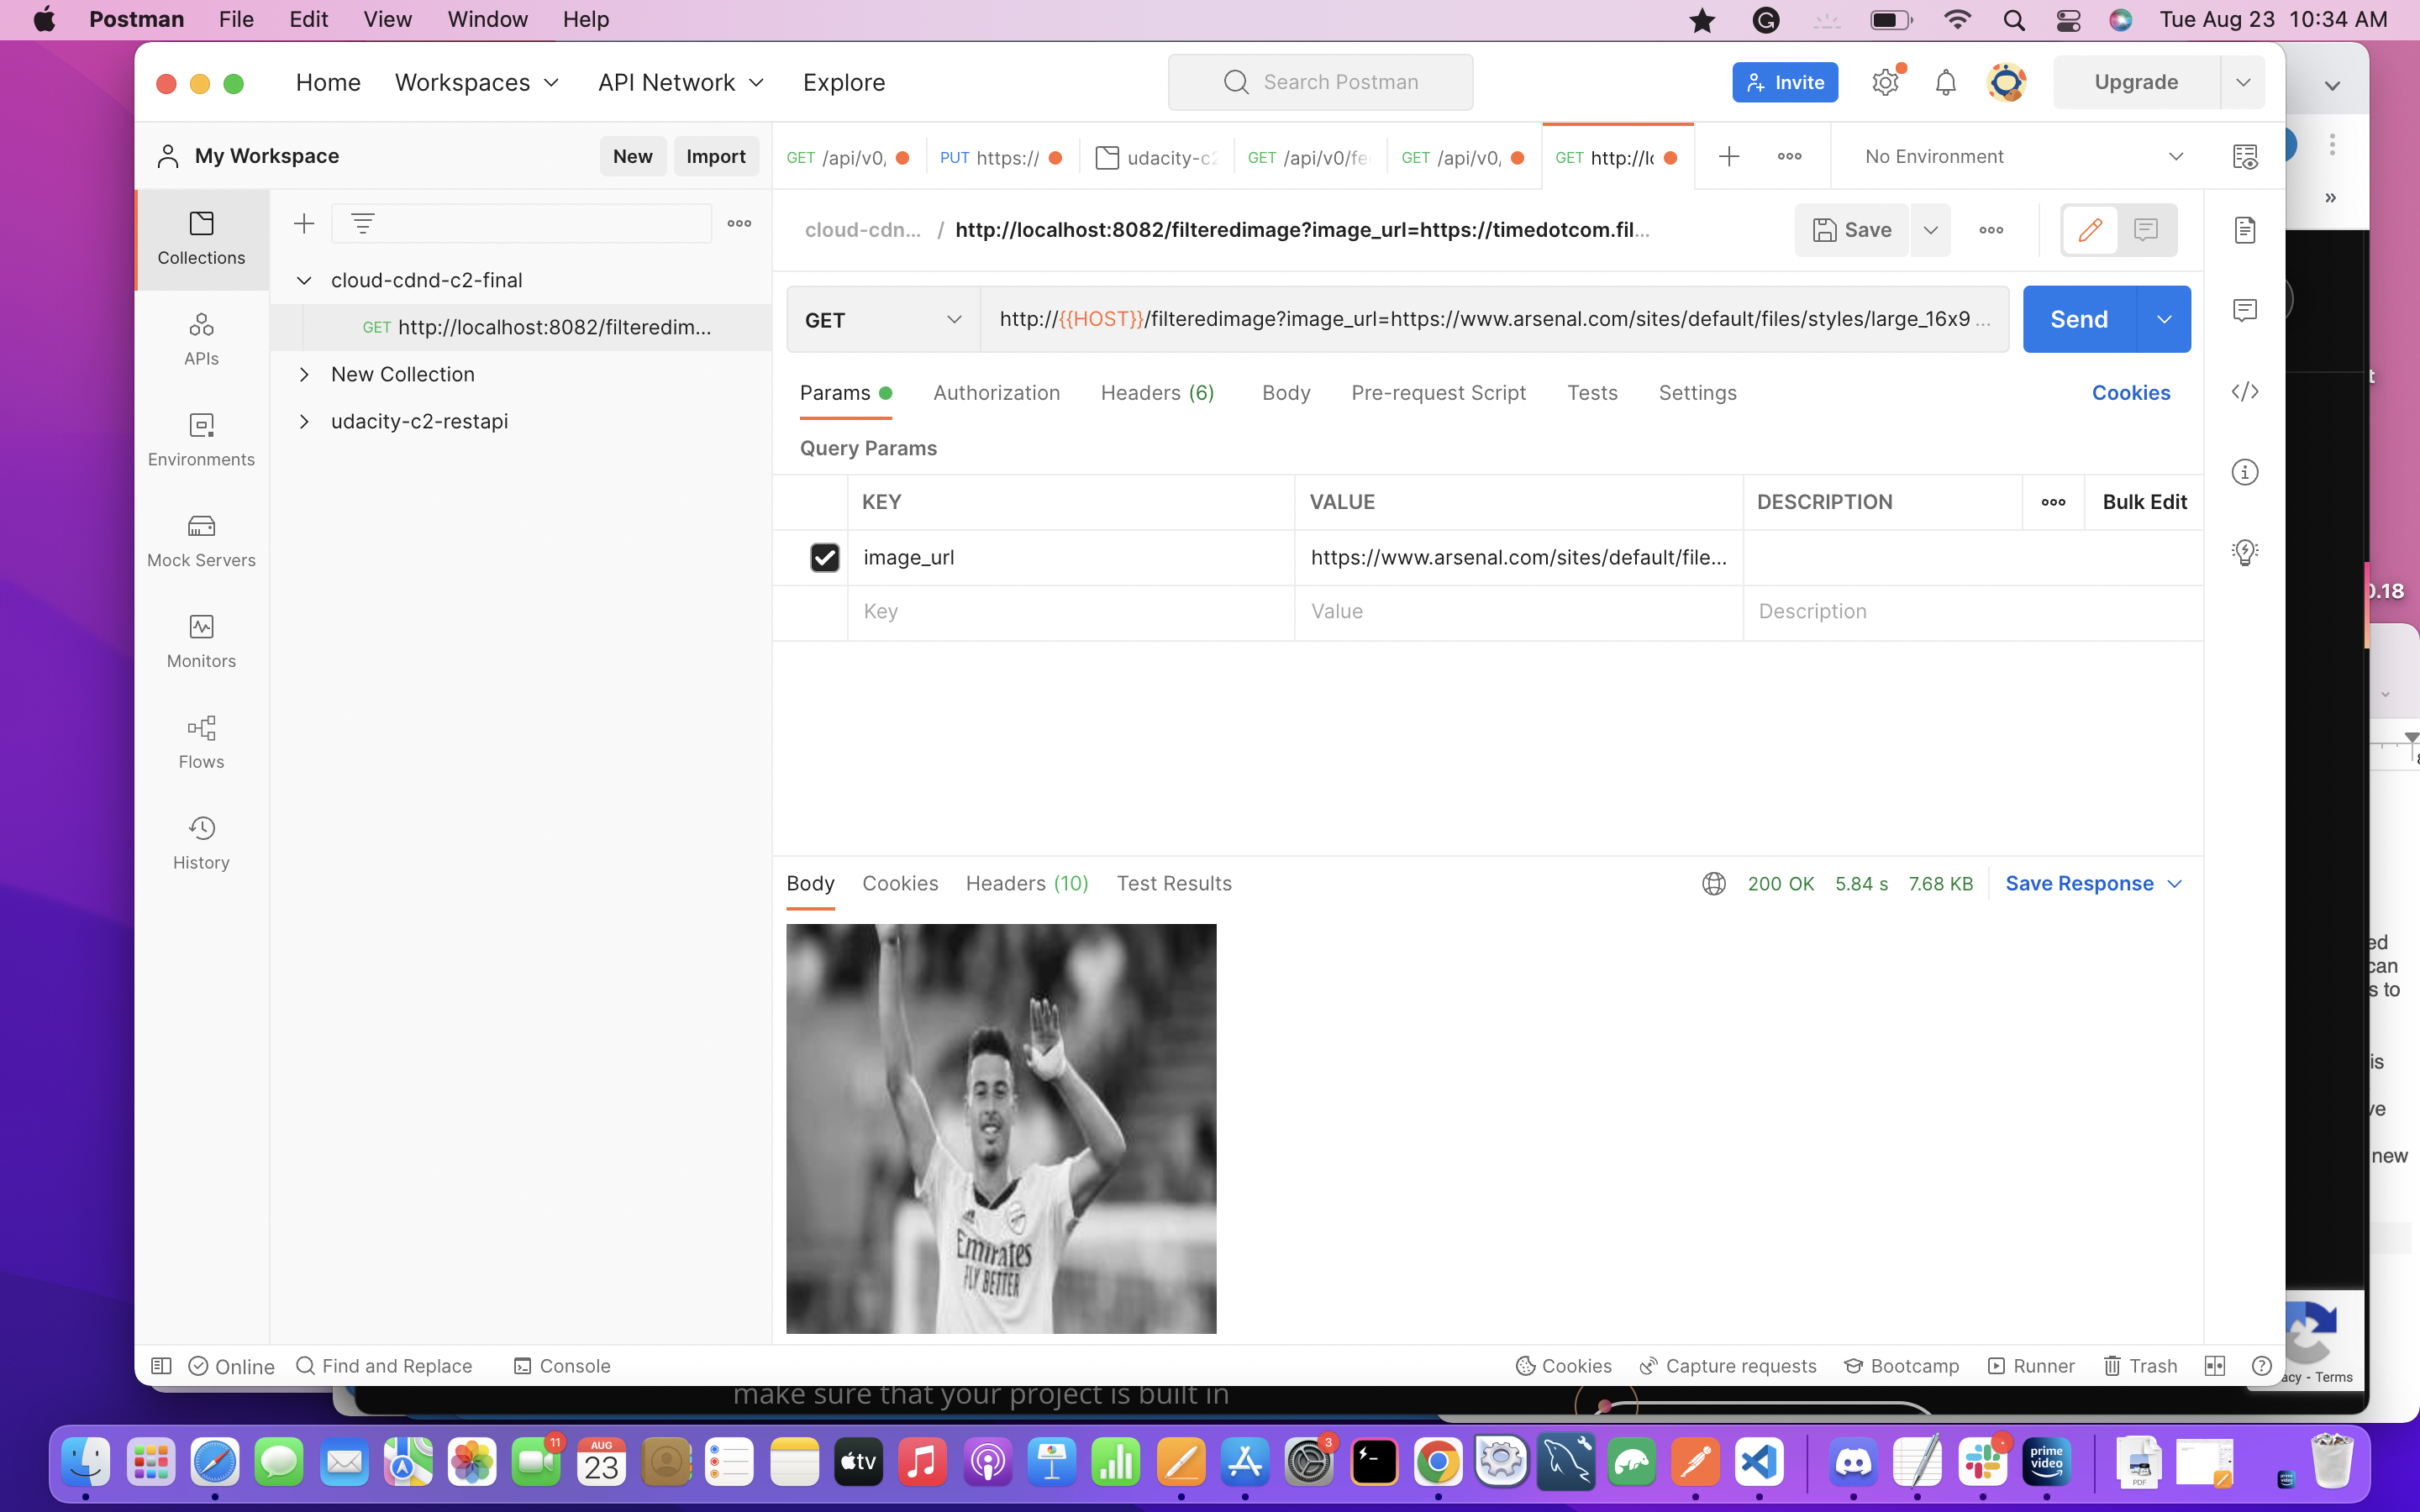 Postman File Edit View Window Help Tue Aug 23 10:34 AM
Home Workspaces API Network Explore Search Postman Invite Upgrade
My Workspace New Import GET /api/v0/ PUT https:// udacity-c2 GET /api/v0/fe GET /api/v0/ GET http://lo No Environment
Collections
cloud-cdn... / http://localhost:8082/filteredimage?image_url=https://timedotcom.fil... Save
cloud-cdnd-c2-final
GET http://localhost:8082/filteredim...
New Collection
udacity-c2-restapi
APIs
Environments
Mock Servers
Monitors
Flows
History
GET http://{{HOST}}/filteredimage?image_url=https://www.arsenal.com/sites/default/files/styles/large_16x9 ... Send
Params Authorization Headers (6) Body Pre-request Script Tests Settings Cookies
Query Params
KEY VALUE DESCRIPTION Bulk Edit
image_url https://www.arsenal.com/sites/default/file...
Key Value Description
Body Cookies Headers (10) Test Results 200 OK 5.84 s 7.68 KB Save Response
Emirates
FLY BETTER
0.18
ed
can
s to
is
ve
new
Online Find and Replace Console Cookies Capture requests Bootcamp Runner Trash
acy - Terms
make sure that your project is built in
11
AUG
23
tv
3
prime
video
PDF